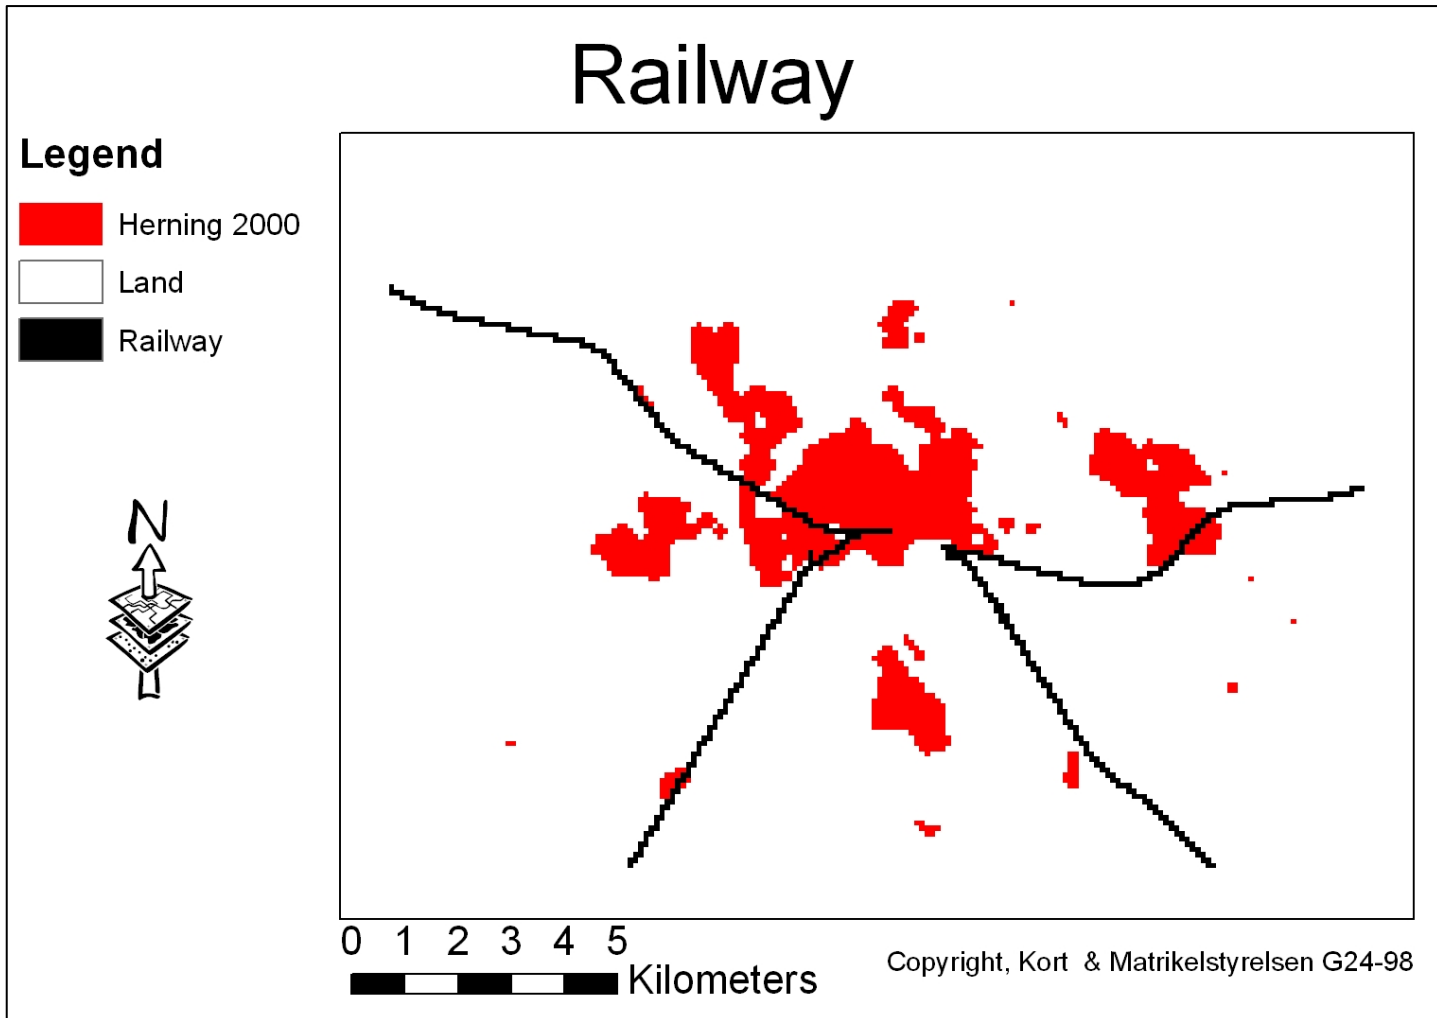 Railway
Legend
Herning 2000
Land
Railway
N
0 1 2 3 4 5
Kilometers
Copyright, Kort & Matrikelstyrelsen G24-98